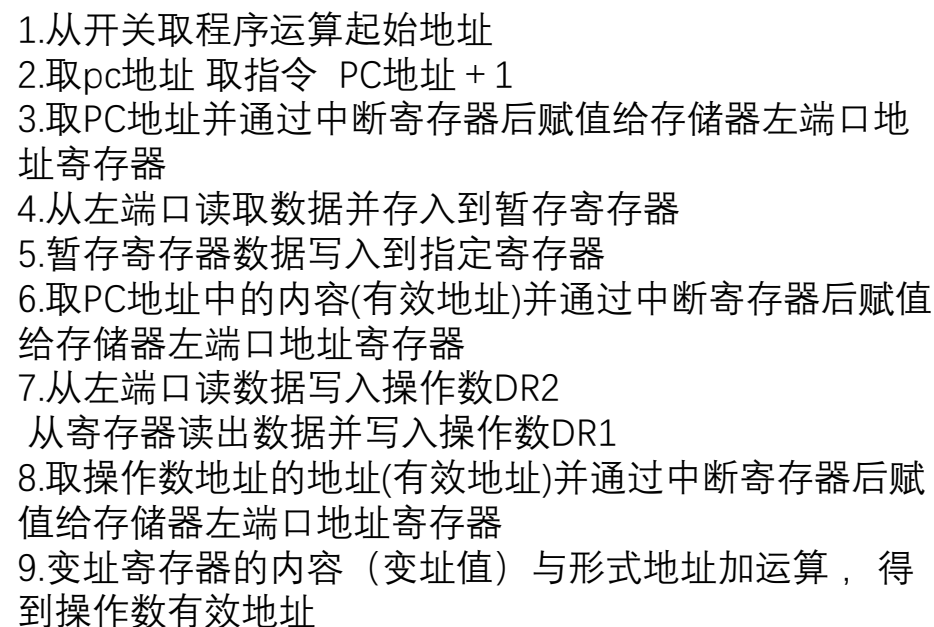 1.从开关取程序运算起始地址
2.取pc地址 取指令  PC地址＋1
3.取PC地址并通过中断寄存器后赋值给存储器左端口地
址寄存器
4.从左端口读取数据并存入到暂存寄存器
5.暂存寄存器数据写入到指定寄存器
6.取PC地址中的内容(有效地址)并通过中断寄存器后赋值
给存储器左端口地址寄存器
7.从左端口读数据写入操作数DR2
从寄存器读出数据并写入操作数DR1
8.取操作数地址的地址(有效地址)并通过中断寄存器后赋
值给存储器左端口地址寄存器
9.变址寄存器的内容（变址值）与形式地址加运算，得
到操作数有效地址